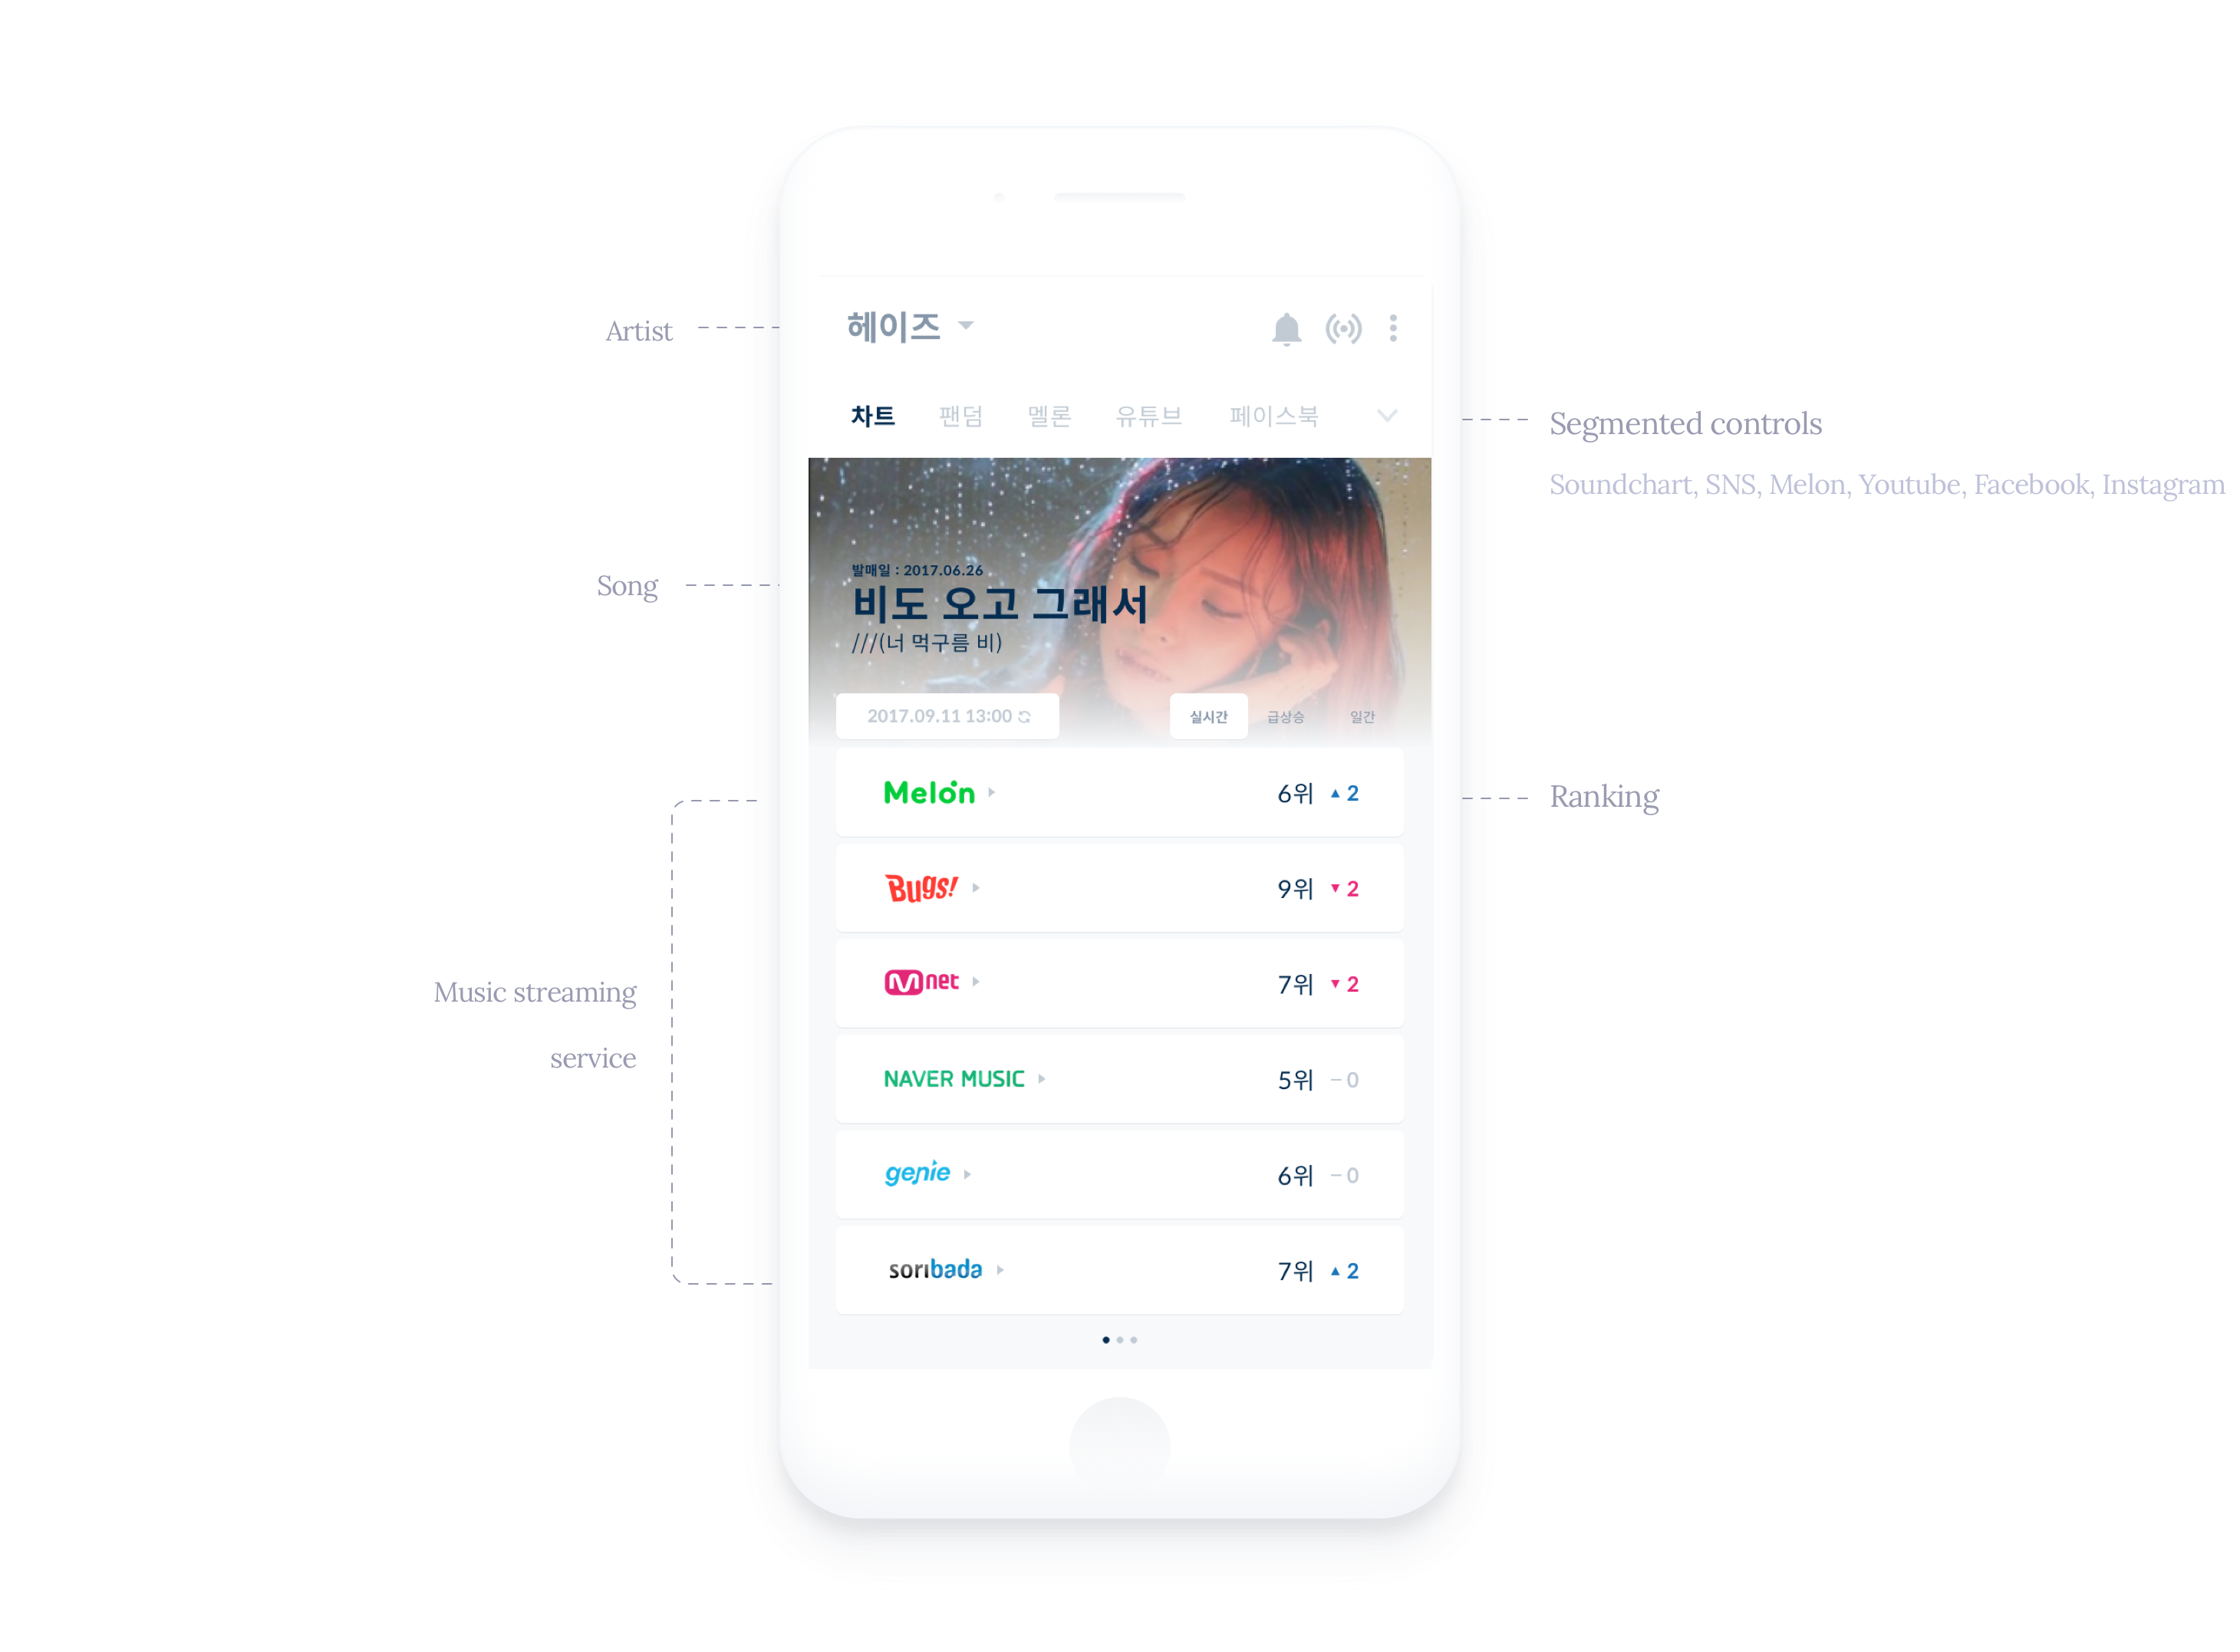 Artist
헤이즈
차트 팬덤 멜론 유튜브 페이스북
Segmented controls
Soundchart, SNS, Melon, Youtube, Facebook, Instagram
발매일 : 2017.06.26
Song
비도 오고 그래서
///(너 먹구름 비)
2017.09.11 13:00
실시간 급상승 일간
Melon 6위 ▲ 2
Ranking
Bugs! 9위 ▼ 2
Mnet 7위 ▼ 2
Music streaming
service
NAVER MUSIC 5위 – 0
genie 6위 – 0
soribada 7위 ▲ 2